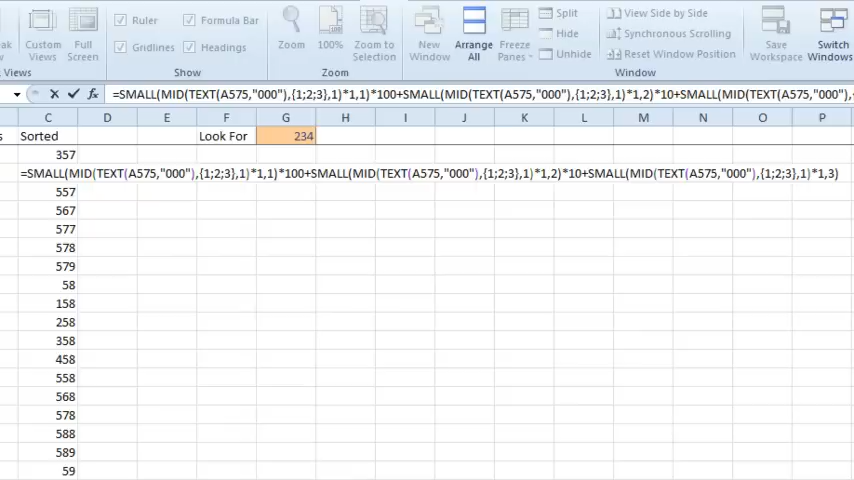 Ruler
Formula Bar
Gridlines
Headings
Show
Views
Custom Views
Full Screen
Zoom
100%
Zoom to Selection
Zoom
New Window
Arrange All
Freeze Panes
Split
Hide
Unhide
View Side by Side
Synchronous Scrolling
Reset Window Position
Window
Save Workspace
Switch Windows
fx =SMALL(MID(TEXT(A575,"000"),{1;2;3},1)*1,1)*100+SMALL(MID(TEXT(A575,"000"),{1;2;3},1)*1,2)*10+SMALL(MID(TEXT(A575,"000"),
C D E F G H I J K L M N O P
s Sorted Look For 234
357
=SMALL(MID(TEXT(A575,"000"),{1;2;3},1)*1,1)*100+SMALL(MID(TEXT(A575,"000"),{1;2;3},1)*1,2)*10+SMALL(MID(TEXT(A575,"000"),{1;2;3},1)*1,3)
557
567
577
578
579
58
158
258
358
458
558
568
578
588
589
59